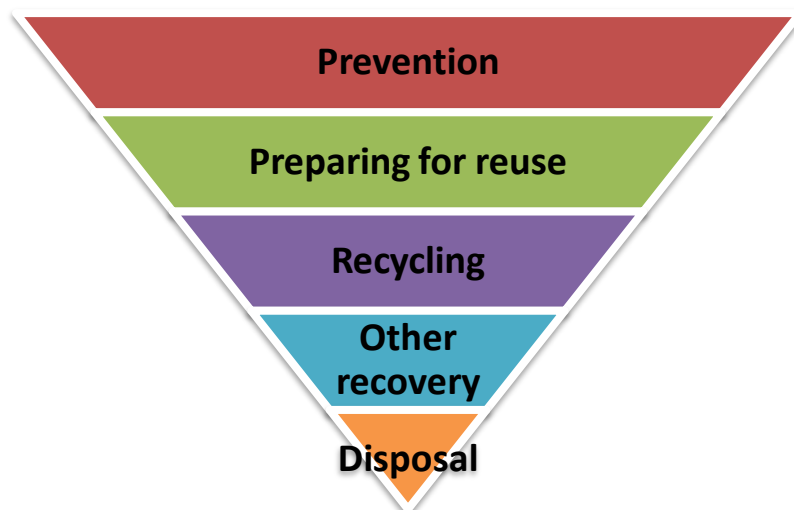 Prevention
Preparing for reuse
Recycling
Other
recovery
Disposal